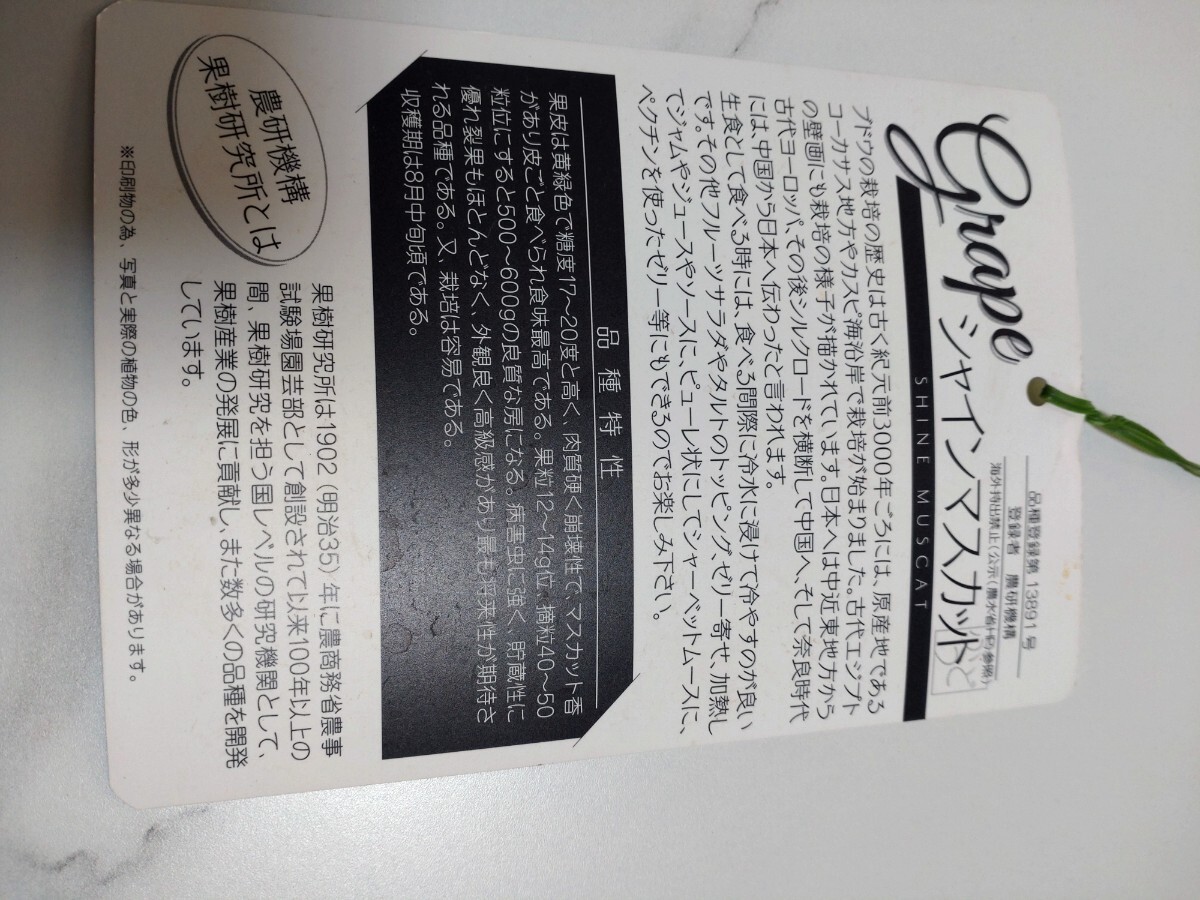 品種登録第 13891号
登録者 農研機構
海外持出禁止(公示(農水省HP)参照)
Grape シャインマスカット
SHINE MUSCAT
ブドウの栽培の歴史は古く紀元前3000年ごろには、原産地である
コーカサス地方やカスピ海沿岸で栽培が始まりました。古代エジプト
の壁画にも栽培の様子が描かれています。日本へは中近東地方から
古代ヨーロッパ、その後シルクロードを横断して中国へ、そして奈良時代
には、中国から日本へ伝わったと言われます。
生食として食べる時には、食べる間際に冷水に浸けて冷やすのが良い
です。その他フルーツサラダやタルトのトッピング、ゼリー寄せ、加熱し
てジャムやジュースやソースに、ピューレ状にしてシャーベットムースに、
ペクチンを使ったゼリー等にもできるのでお楽しみ下さい。
品種特性
果皮は黄緑色で糖度17〜20度と高く、肉質硬く崩壊性で、マスカット香
があり皮ごと食べられ食味最高である。果粒12〜14g位、摘粒40〜50
粒位にすると500〜600gの良質な房になる。病害虫に強く、貯蔵性に
優れ裂果もほとんどなく、外観良く高級感があり最も将来性が期待さ
れる品種である。又、栽培は容易である。
収穫期は8月中旬頃である。
農研機構
果樹研究所とは
果樹研究所は1902(明治35)年に農商務省農事
試験場園芸部として創設されて以来100年以上の
間、果樹研究を担う国レベルの研究機関として、
果樹産業の発展に貢献し、また数多くの品種を開発
しています。
※印刷物の為、写真と実際の植物の色、形が多少異なる場合があります。